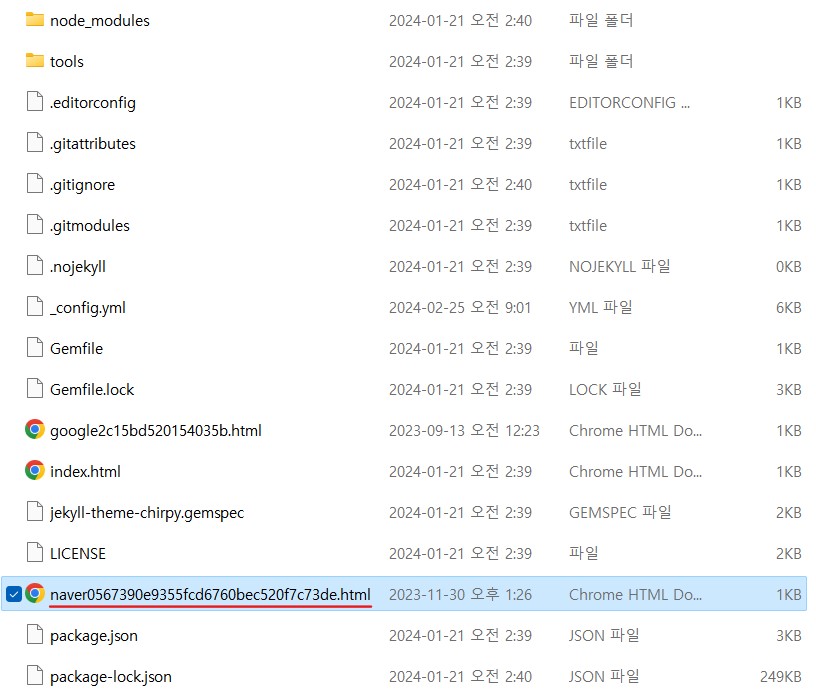 node_modules 2024-01-21 오전 2:40 파일 폴더
tools 2024-01-21 오전 2:39 파일 폴더
.editorconfig 2024-01-21 오전 2:39 EDITORCONFIG ... 1KB
.gitattributes 2024-01-21 오전 2:39 txtfile 1KB
.gitignore 2024-01-21 오전 2:40 txtfile 1KB
.gitmodules 2024-01-21 오전 2:39 txtfile 1KB
.nojekyll 2024-01-21 오전 2:39 NOJEKYLL 파일 0KB
_config.yml 2024-02-25 오전 9:01 YML 파일 6KB
Gemfile 2024-01-21 오전 2:39 파일 1KB
Gemfile.lock 2024-01-21 오전 2:39 LOCK 파일 3KB
google2c15bd520154035b.html 2023-09-13 오전 12:23 Chrome HTML Do... 1KB
index.html 2024-01-21 오전 2:39 Chrome HTML Do... 1KB
jekyll-theme-chirpy.gemspec 2024-01-21 오전 2:39 GEMSPEC 파일 2KB
LICENSE 2024-01-21 오전 2:39 파일 2KB
naver0567390e9355fcd6760bec520f7c73de.html 2023-11-30 오후 1:26 Chrome HTML Do... 1KB
package.json 2024-01-21 오전 2:39 JSON 파일 3KB
package-lock.json 2024-01-21 오전 2:40 JSON 파일 249KB